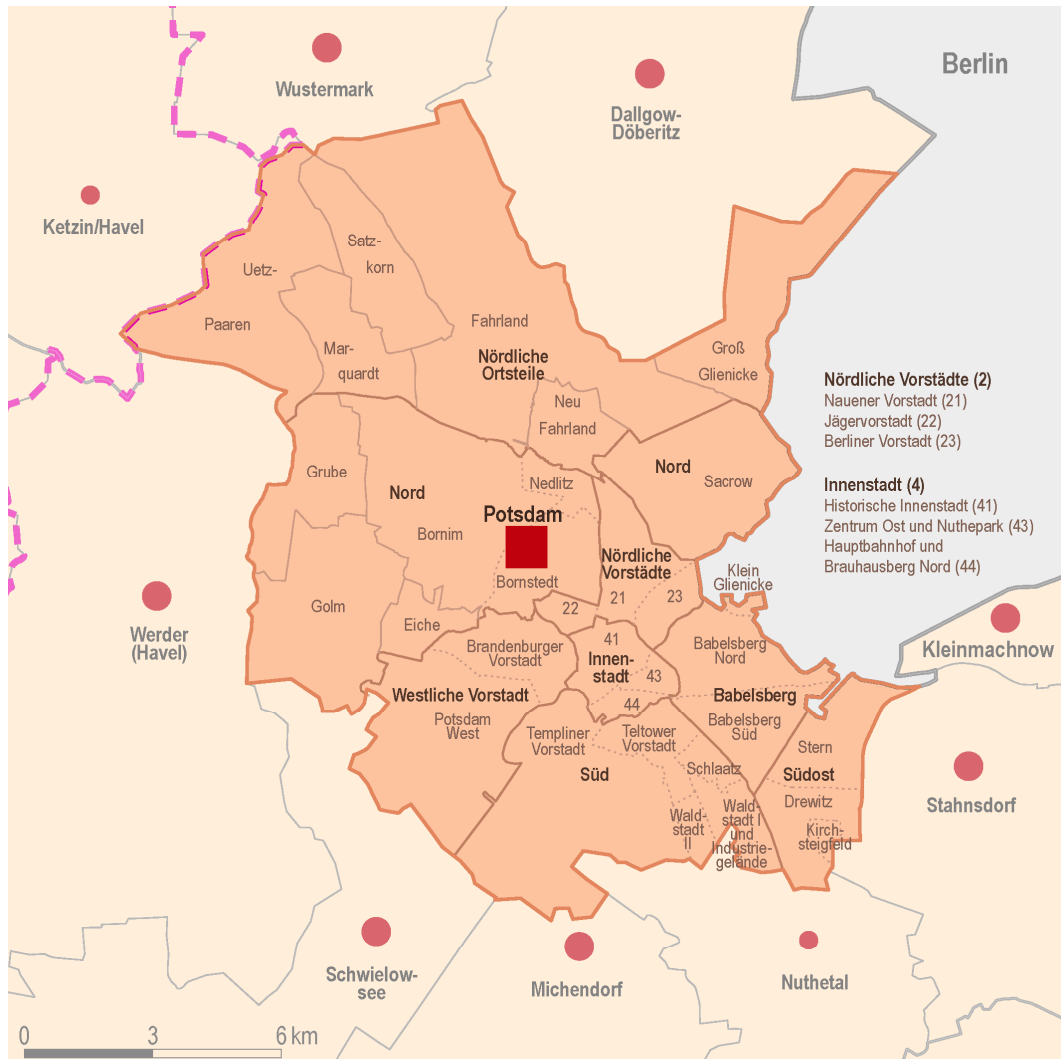 Berlin
Wustermark
Dallgow-
Döberitz
Ketzin/Havel
Satz-
korn
Uetz-
Paaren
Fahrland
Mar-
quardt
Nördliche
Ortsteile
Groß
Glienicke
Neu
Fahrland
Nördliche Vorstädte (2)
Nauener Vorstadt (21)
Jägervorstadt (22)
Berliner Vorstadt (23)
Innenstadt (4)
Historische Innenstadt (41)
Zentrum Ost und Nuthepark (43)
Hauptbahnhof und
Brauhausberg Nord (44)
Grube
Nord
Nedlitz
Nord
Sacrow
Potsdam
Bornim
Nördliche
Vorstädte
Bornstedt
Klein
Glienicke
Golm
22
21
23
Eiche
Werder
(Havel)
Kleinmachnow
Brandenburger
Vorstadt
41
Innen-
stadt
43
44
Babelsberg
Nord
Westliche Vorstadt
Potsdam
West
Babelsberg
Babelsberg
Süd
Templiner
Vorstadt
Teltower
Vorstadt
Süd
Schlaatz
Stern
Südost
Drewitz
Kirch-
steigfeld
Wald-
stadt
II
Wald-
stadt I
und
Industrie-
gelände
Stahnsdorf
Schwielow-
see
Michendorf
Nuthetal
0 3 6 km